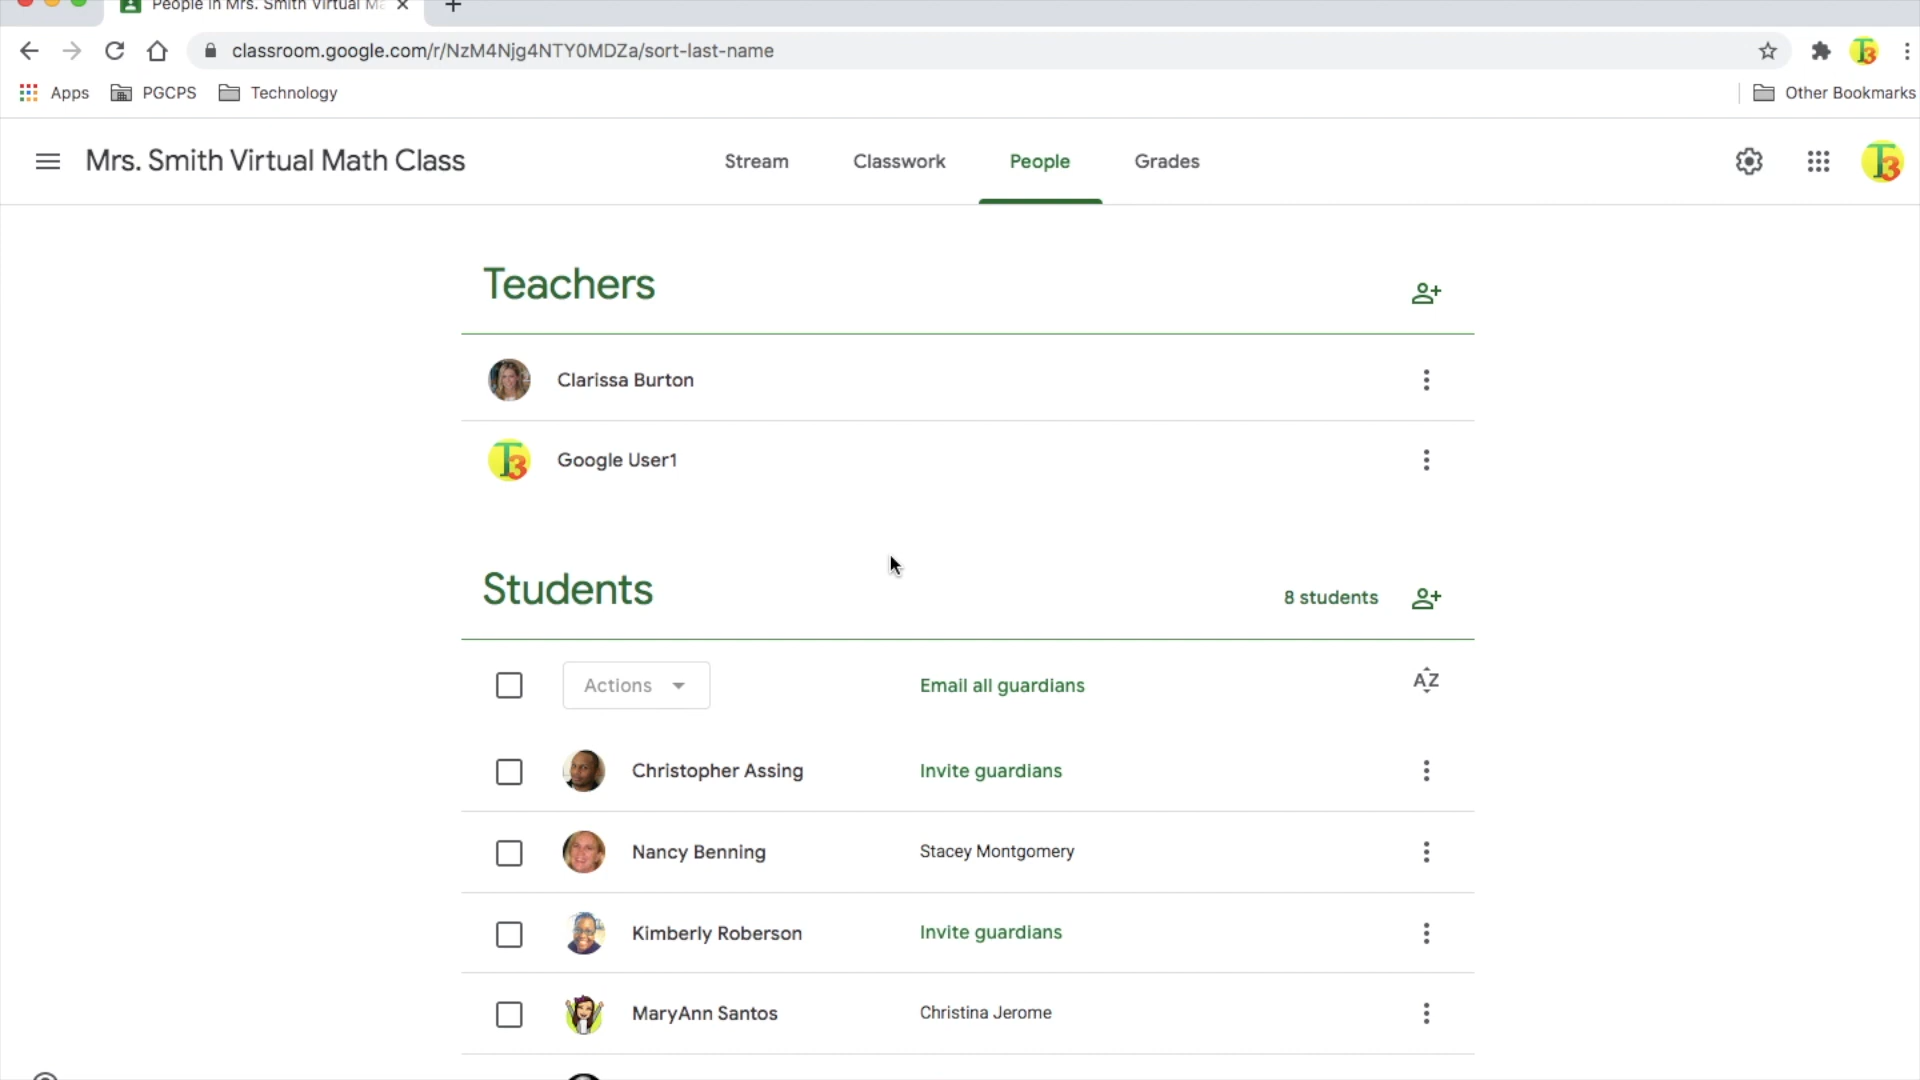 People in Mrs. Smith Virtual Ma
classroom.google.com/r/NzM4Njg4NTY0MDZa/sort-last-name
Apps PGCPS Technology Other Bookmarks
Mrs. Smith Virtual Math Class Stream Classwork People Grades
Teachers
Clarissa Burton
Google User1
Students 8 students
Actions Email all guardians AZ
Christopher Assing Invite guardians
Nancy Benning Stacey Montgomery
Kimberly Roberson Invite guardians
MaryAnn Santos Christina Jerome